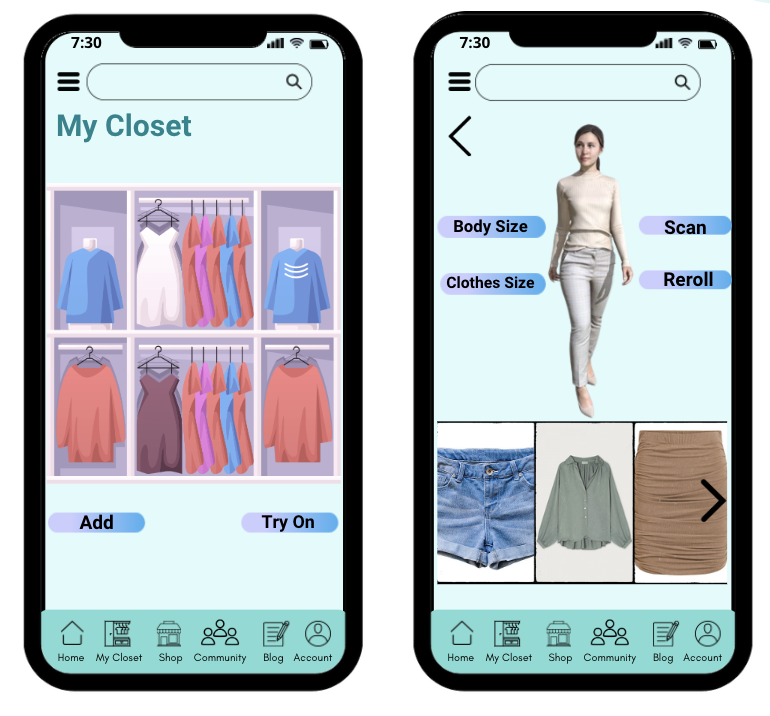 7:30
My Closet
Add
Try On
Home My Closet Shop Community Blog Account
7:30
Body Size
Scan
Clothes Size
Reroll
Home My Closet Shop Community Blog Account